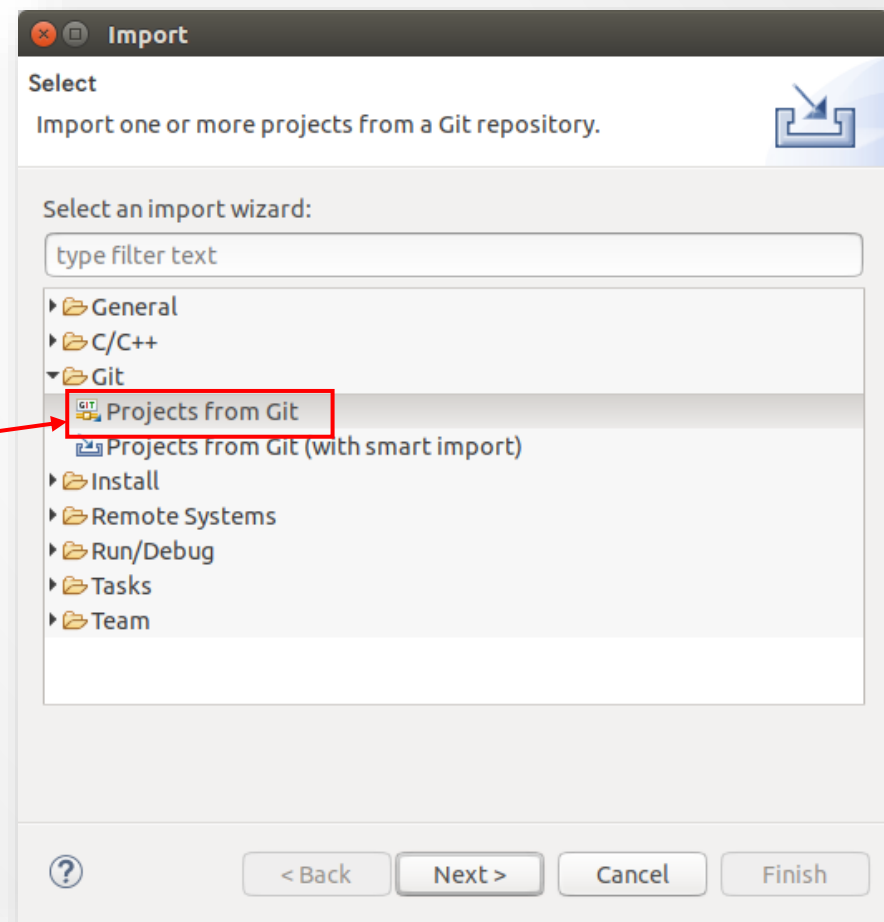 Import
Select
Import one or more projects from a Git repository.
Select an import wizard:
type filter text
General
C/C++
Git
GIT Projects from Git
Projects from Git (with smart import)
Install
Remote Systems
Run/Debug
Tasks
Team
? < Back Next > Cancel Finish